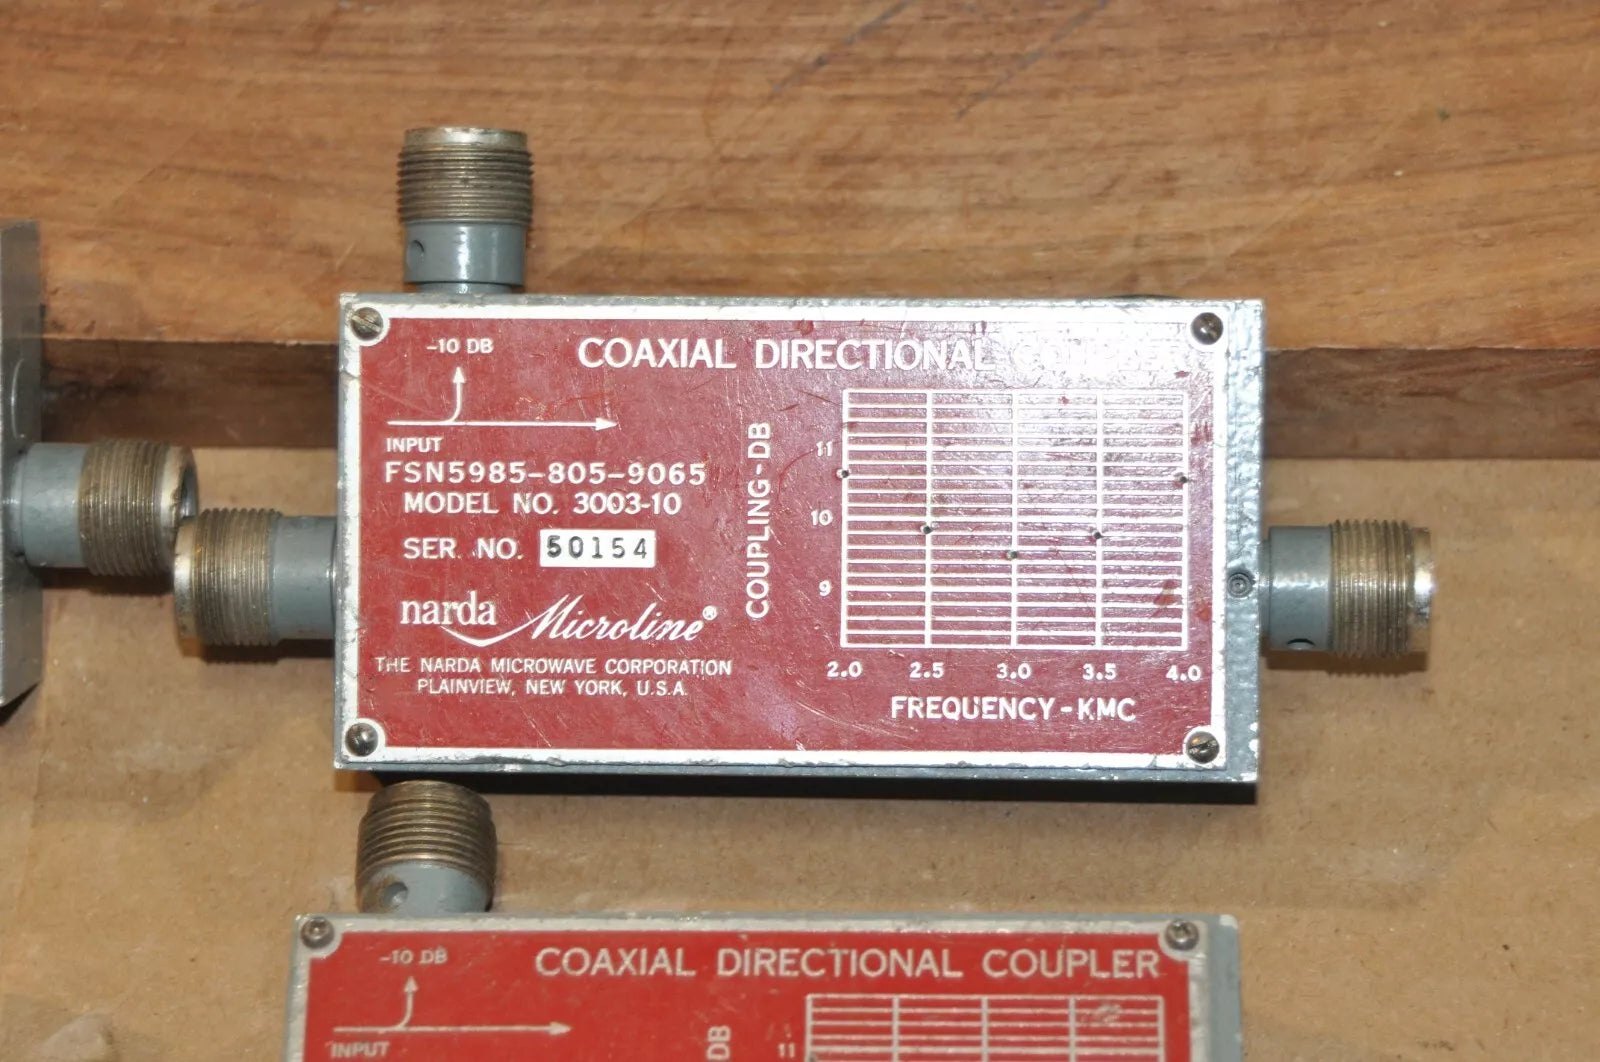 -10 DB
COAXIAL DIRECTIONAL COUPLER
INPUT
FSN5985-805-9065
MODEL NO. 3003-10
SER. NO. 50154
narda Microline®
THE NARDA MICROWAVE CORPORATION
PLAINVIEW, NEW YORK, U.S.A.
COUPLING-DB
11
10
9
2.0 2.5 3.0 3.5 4.0
FREQUENCY-KMC
-10 DB
COAXIAL DIRECTIONAL COUPLER
INPUT
DB
11